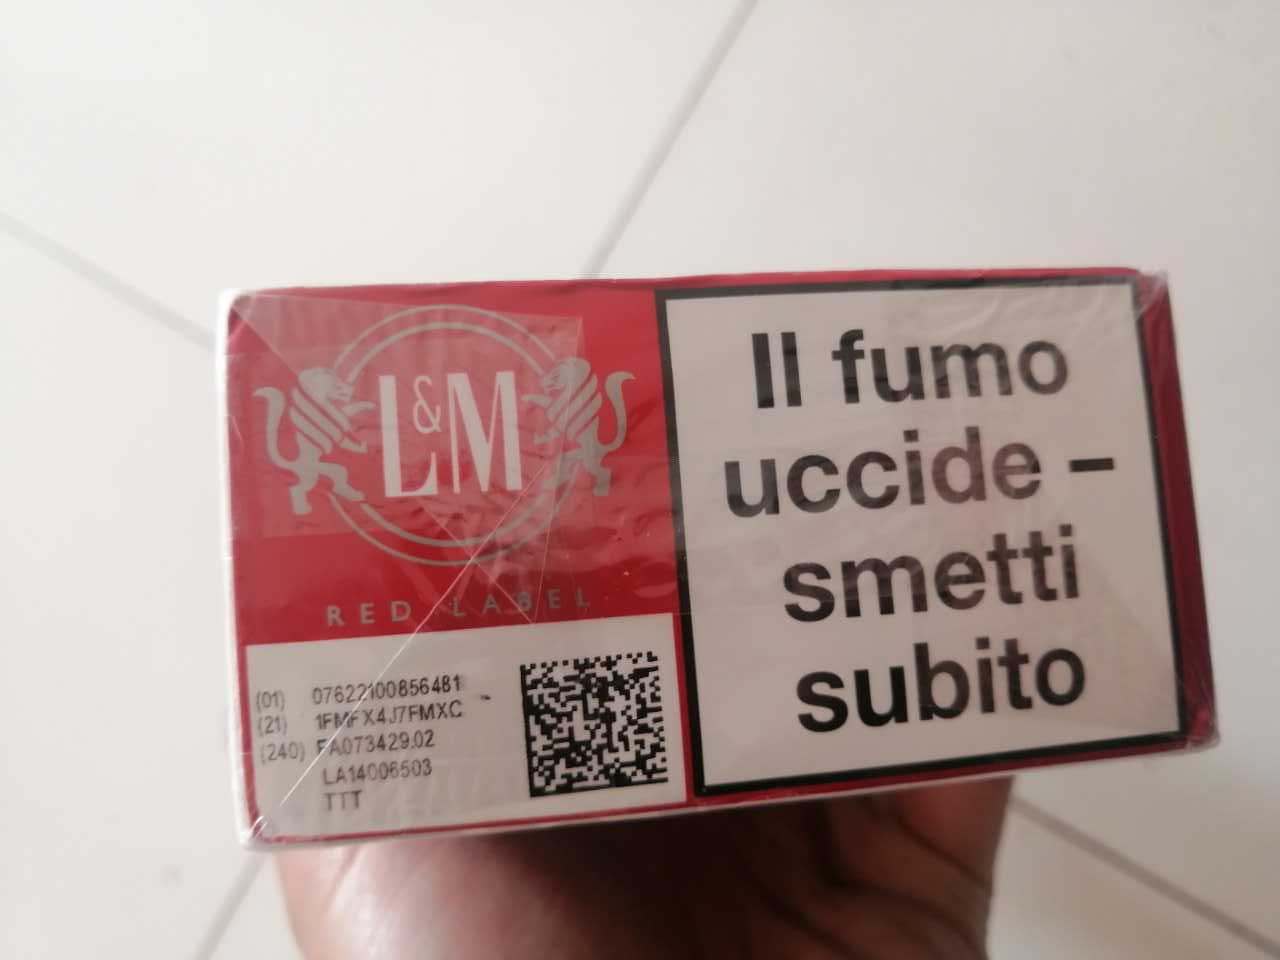 L&M
RED LABEL
(01) 07622100856481
(21) 1FMFX4J7FMXC
(240) FA073429.02
LA14006503
TTT
Il fumo
uccide –
smetti
subito